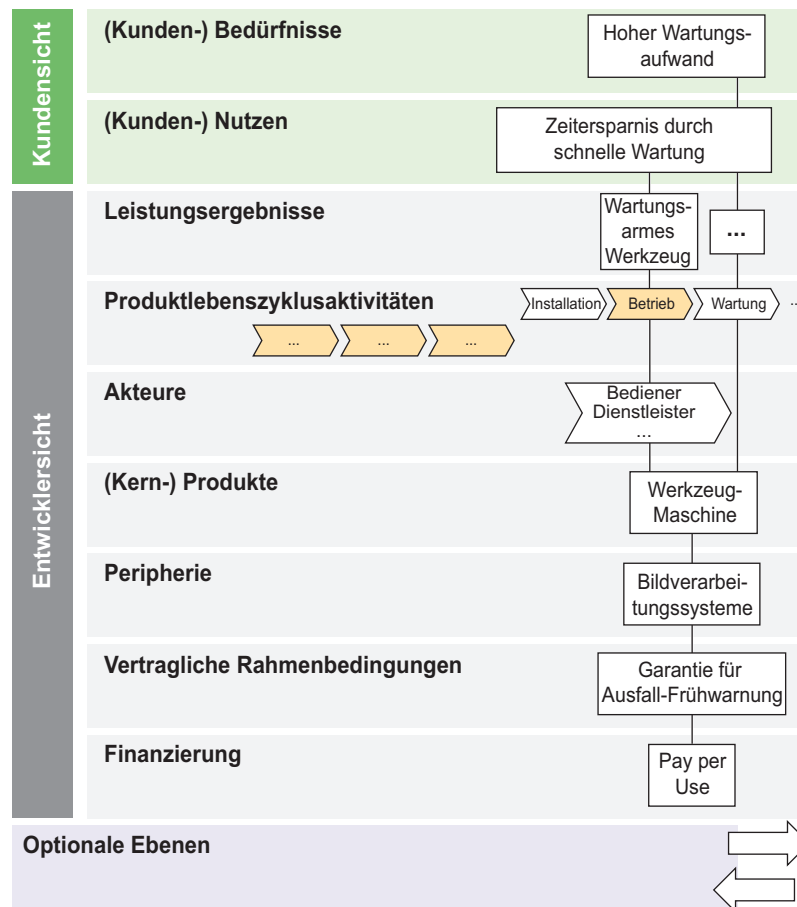 Kundensicht
(Kunden-) Bedürfnisse
Hoher Wartungs-
aufwand
(Kunden-) Nutzen
Zeitersparnis durch
schnelle Wartung
Entwicklersicht
Leistungsergebnisse
Wartungs-
armes
Werkzeug
...
Produktlebenszyklusaktivitäten
Installation
Betrieb
Wartung
...
...
...
...
Akteure
Bediener
Dienstleister
...
(Kern-) Produkte
Werkzeug-
Maschine
Peripherie
Bildverarbei-
tungssysteme
Vertragliche Rahmenbedingungen
Garantie für
Ausfall-Frühwarnung
Finanzierung
Pay per
Use
Optionale Ebenen